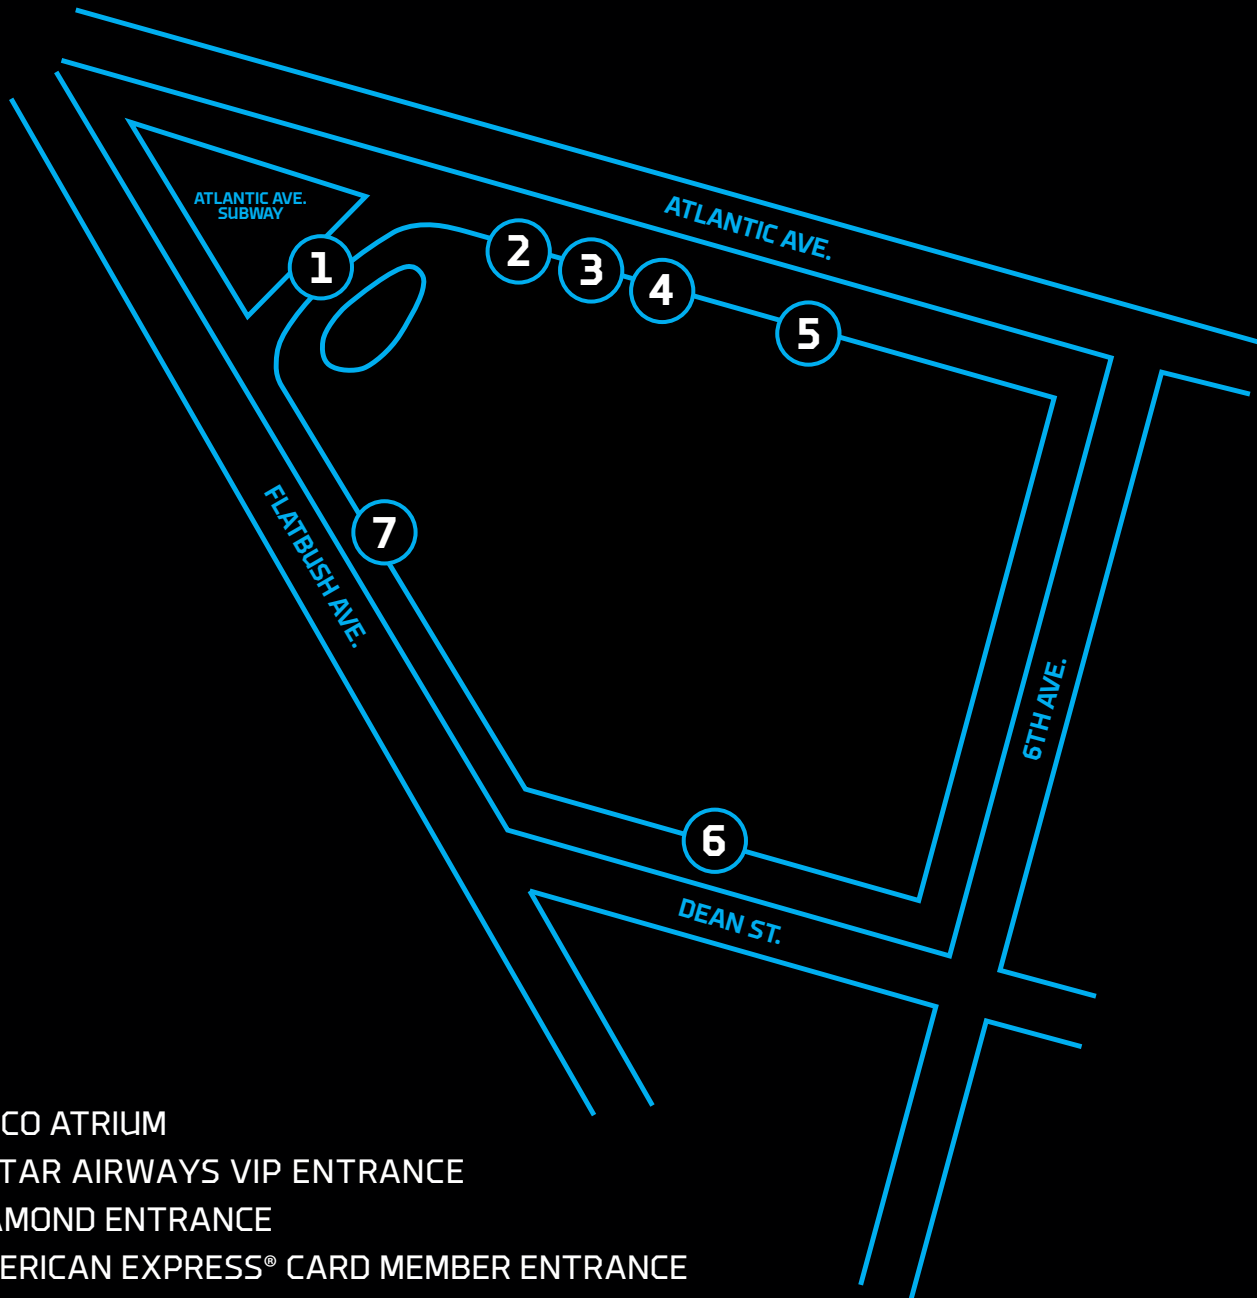 ATLANTIC AVE.
SUBWAY
ATLANTIC AVE.
1
2
3
4
5
7
FLATBUSH AVE.
6TH AVE.
6
DEAN ST.
CO ATRIUM
TAR AIRWAYS VIP ENTRANCE
AMOND ENTRANCE
ERICAN EXPRESS® CARD MEMBER ENTRANCE